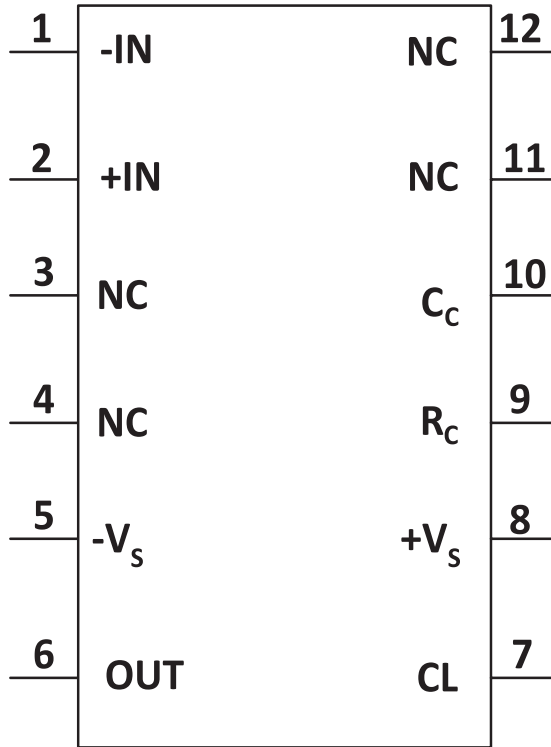 1 -IN NC 12
2 +IN NC 11
3 NC C_C 10
4 NC R_C 9
5 -V_S +V_S 8
6 OUT CL 7